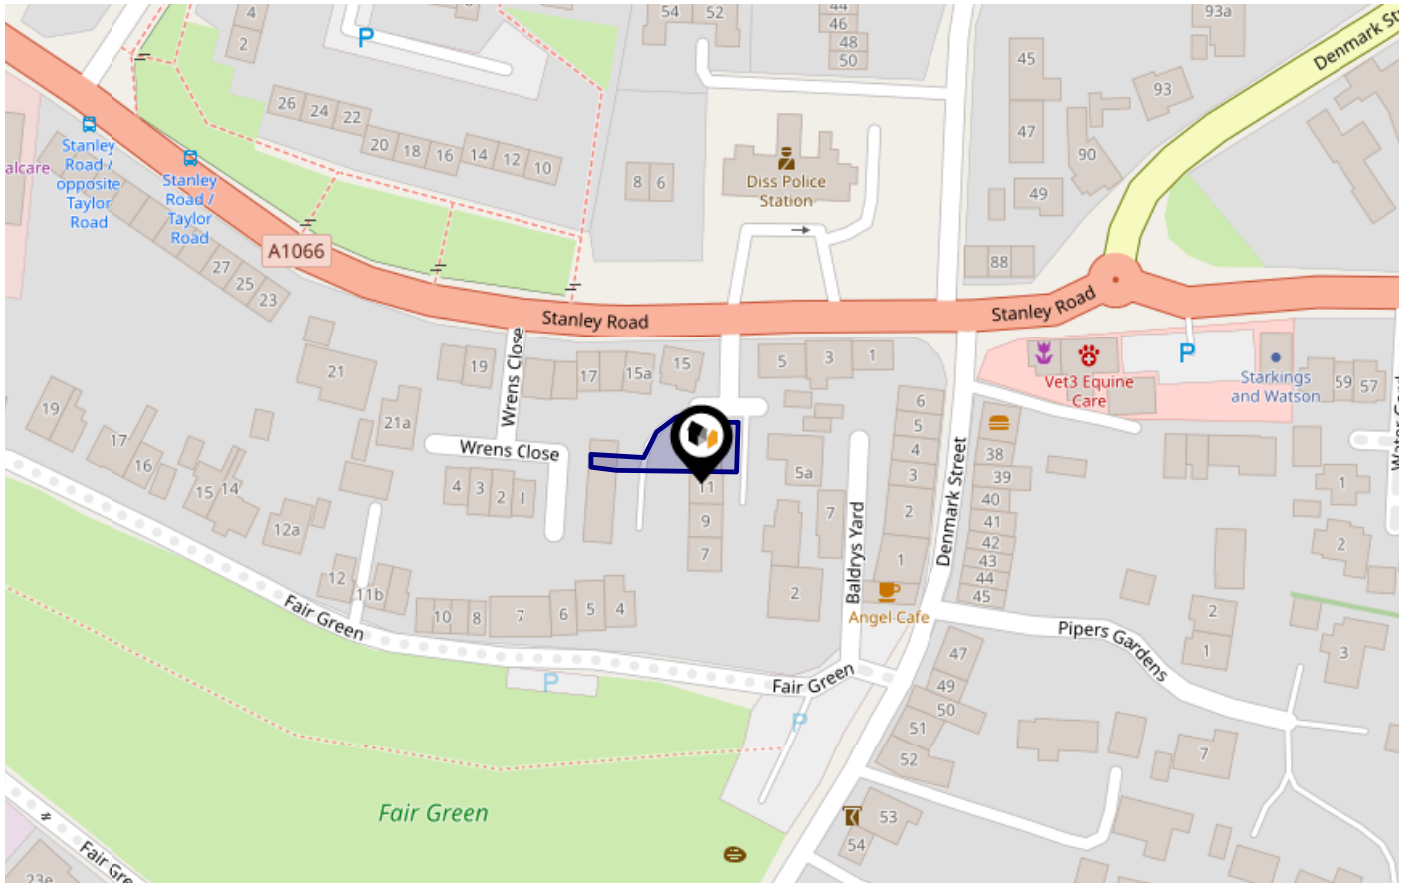 4
2
54
52
44
46
48
50
93a
Denmark St
45
47
93
90
49
88
26
24
22
20
18
16
14
12
10
8
6
Diss Police
Station
alcare
Stanley
Road /
opposite
Taylor
Road
Stanley
Road /
Taylor
Road
A1066
27
25
23
Stanley Road
Stanley Road
P
P
Vet3 Equine
Care
Starkings
and Watson
59
57
Water Road
21
19
Wrens Close
17
15a
15
5
3
1
19
17
16
15
14
21a
12a
Wrens Close
4
3
2
1
11
9
7
5a
7
2
Baldrys Yard
6
5
4
3
2
1
Angel Cafe
Denmark Street
38
39
40
41
42
43
44
45
1
2
12
11b
10
8
7
6
5
4
Fair Green
Fair Green
P
P
Pipers Gardens
2
1
3
7
47
49
50
51
52
53
54
Fair Green
Fair Gre
23e